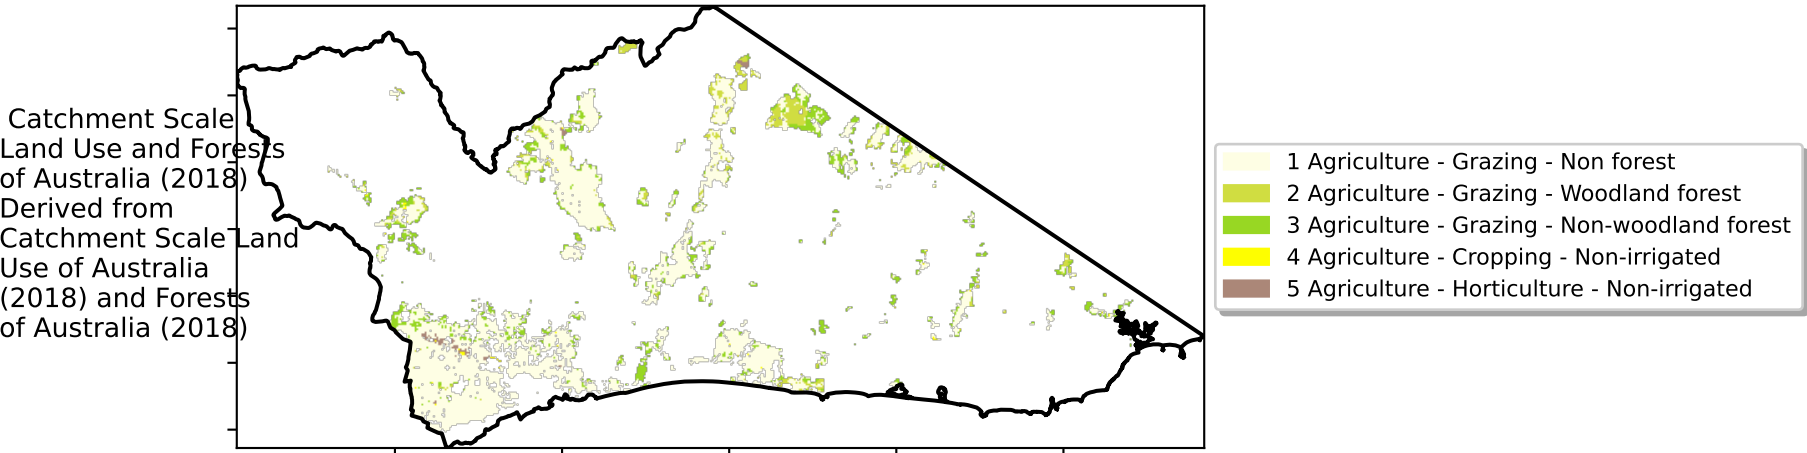 Catchment Scale
Land Use and Forests
of Australia (2018)
Derived from
Catchment Scale Land
Use of Australia
(2018) and Forests
of Australia (2018)
1 Agriculture - Grazing - Non forest
2 Agriculture - Grazing - Woodland forest
3 Agriculture - Grazing - Non-woodland forest
4 Agriculture - Cropping - Non-irrigated
5 Agriculture - Horticulture - Non-irrigated